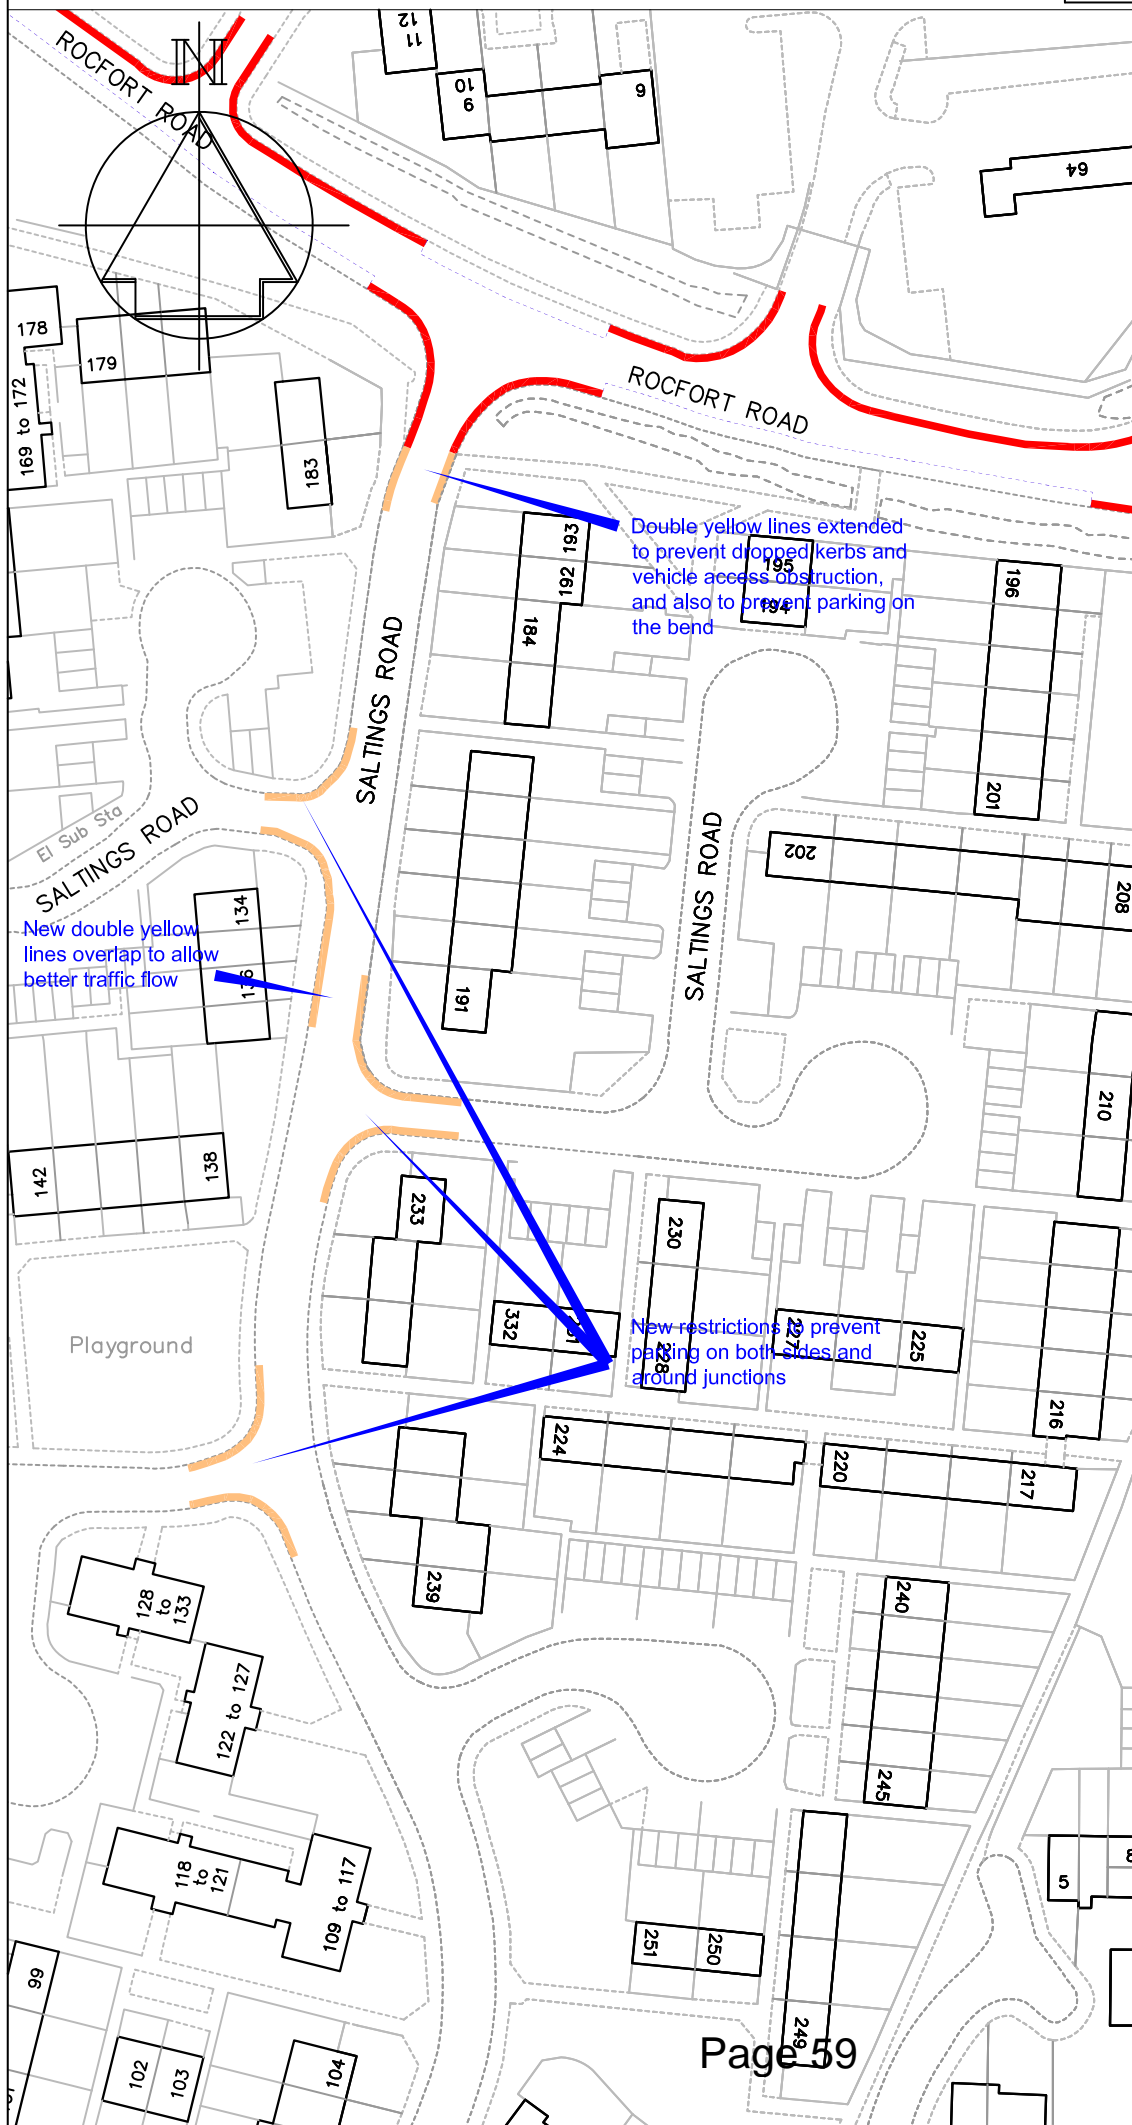 11
12
ROCFORT ROAD
N
10
9
6
64
178
179
169 to 172
183
ROCFORT ROAD
Double yellow lines extended
to prevent dropped kerbs and
vehicle access obstruction,
and also to prevent parking on
the bend
193
192
184
195
194
196
201
SALTINGS ROAD
El Sub Sta
SALTINGS ROAD
SALTINGS ROAD
202
208
134
136
New double yellow
lines overlap to allow
better traffic flow
191
210
142
138
233
230
332
231
228
227
225
New restrictions to prevent
parking on both sides and
around junctions
Playground
216
224
220
217
239
128
to
133
240
122 to 127
245
118
to
121
109 to 117
5
251
250
249
99
102
103
104
Page 59